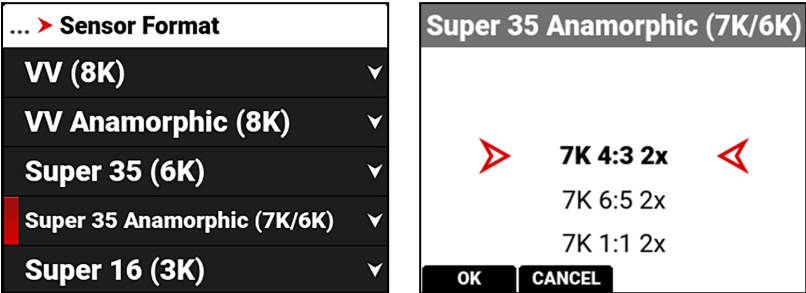 ... Sensor Format
VV (8K)
VV Anamorphic (8K)
Super 35 (6K)
Super 35 Anamorphic (7K/6K)
Super 16 (3K)
Super 35 Anamorphic (7K/6K)
7K 4:3 2x
7K 6:5 2x
7K 1:1 2x
OK CANCEL